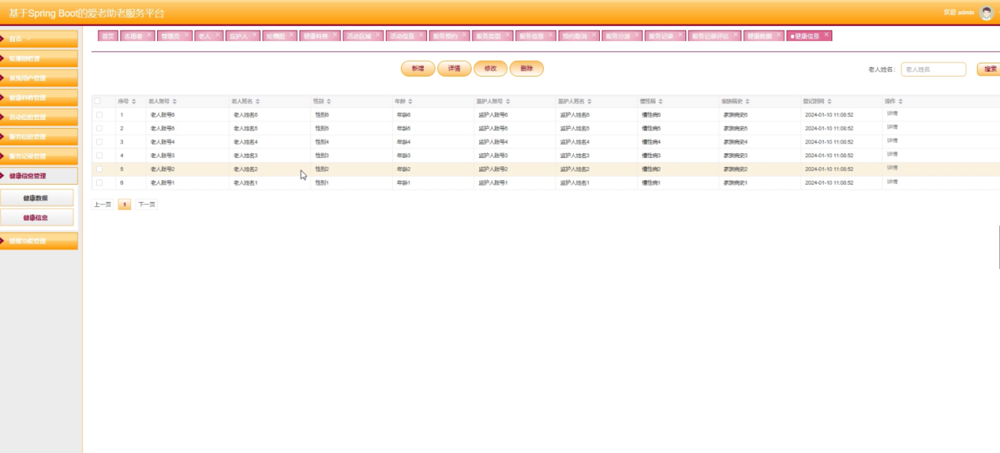 基于Spring Boot的爱老助老服务平台
欢迎 admin
首页
轮播图管理
系统用户管理
健康科普管理
活动信息管理
服务信息管理
服务记录管理
健康信息管理
健康数据
健康信息
提醒功能管理
首页 志愿者 × 管理员 × 老人 × 监护人 × 轮播图 × 健康科普 × 活动区域 × 活动信息 × 服务预约 × 服务类型 × 服务信息 × 预约取消 × 服务分派 × 服务记录 × 服务记录评论 × 健康数据 × ●健康信息 ×
新增 详情 修改 删除
老人姓名: 老人姓名 搜索
序号 老人账号 老人姓名 性别 年龄 监护人账号 监护人姓名 慢性病 家族病史 登记时间 操作
1 老人账号6 老人姓名6 性别6 年龄6 监护人账号6 监护人姓名6 慢性病6 家族病史6 2024-01-10 11:08:52 详情
2 老人账号5 老人姓名5 性别5 年龄5 监护人账号5 监护人姓名5 慢性病5 家族病史5 2024-01-10 11:08:52 详情
3 老人账号4 老人姓名4 性别4 年龄4 监护人账号4 监护人姓名4 慢性病4 家族病史4 2024-01-10 11:08:52 详情
4 老人账号3 老人姓名3 性别3 年龄3 监护人账号3 监护人姓名3 慢性病3 家族病史3 2024-01-10 11:08:52 详情
5 老人账号2 老人姓名2 性别2 年龄2 监护人账号2 监护人姓名2 慢性病2 家族病史2 2024-01-10 11:08:52 详情
6 老人账号1 老人姓名1 性别1 年龄1 监护人账号1 监护人姓名1 慢性病1 家族病史1 2024-01-10 11:08:52 详情
上一页 1 下一页